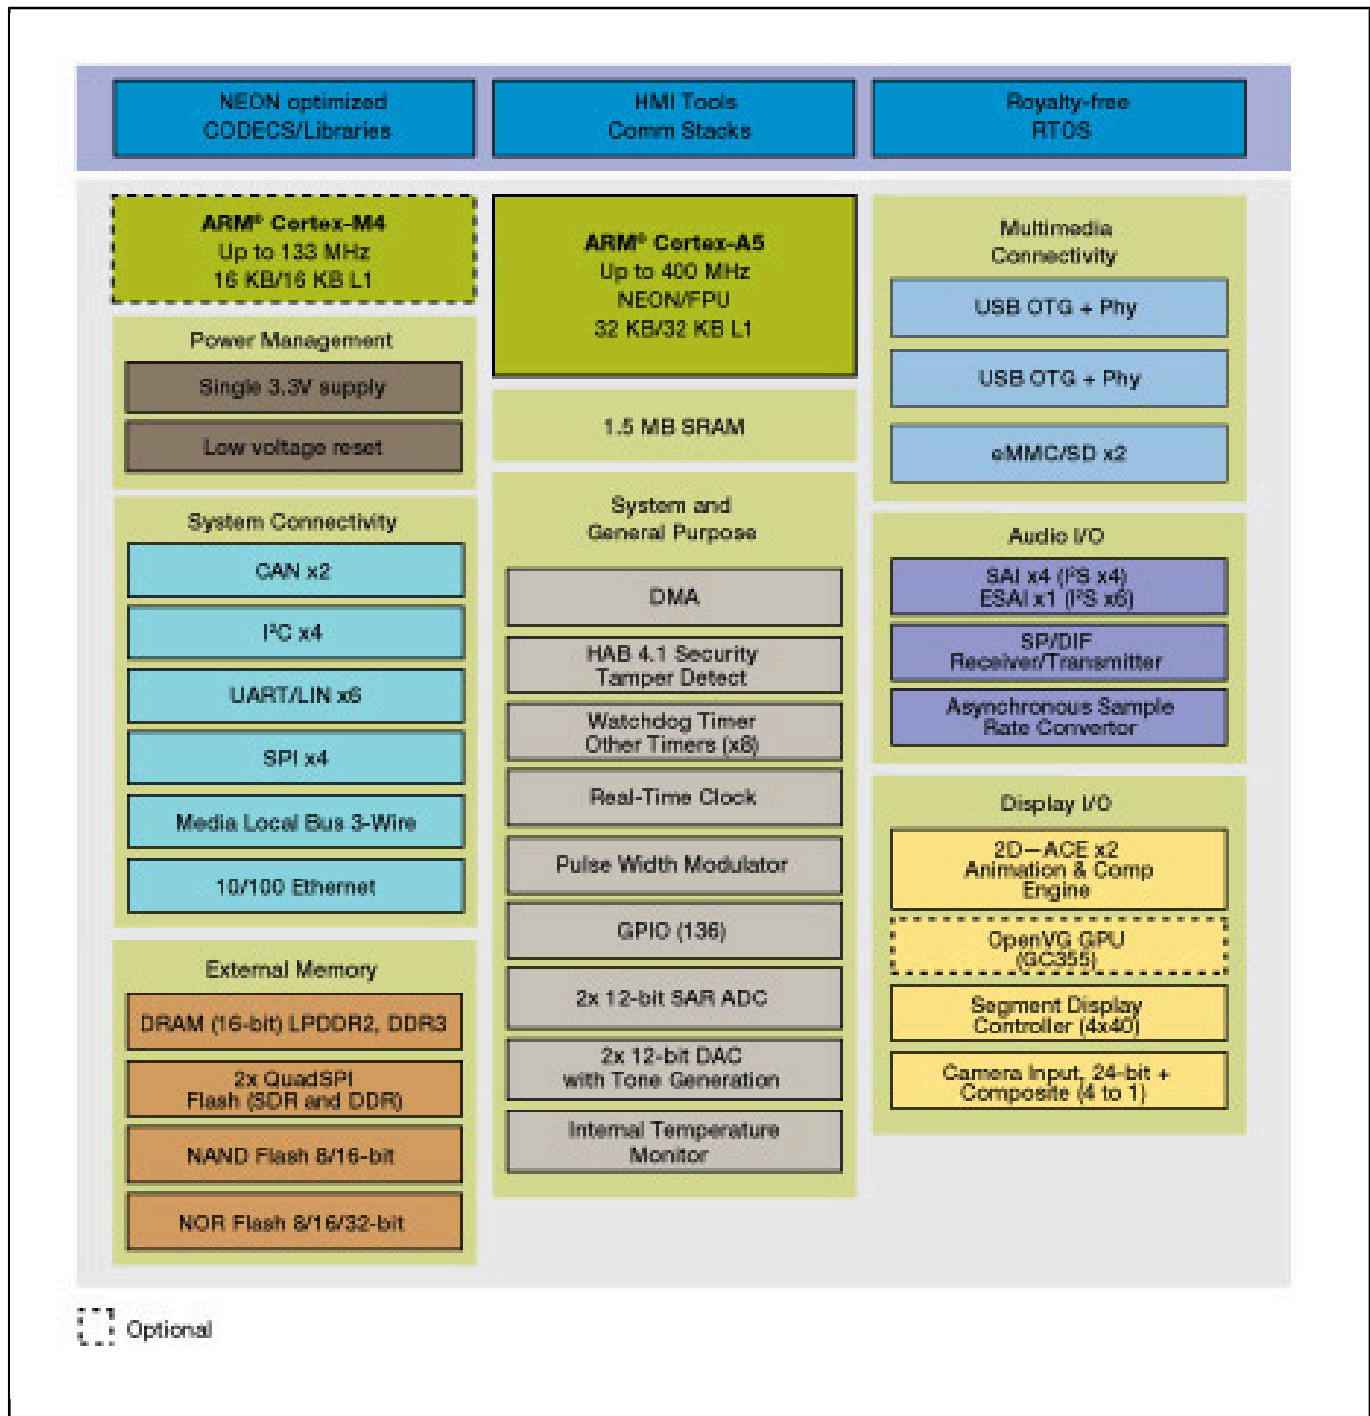 NEON optimized
CODECS/Libraries
HMI Tools
Comm Stacks
Royalty-free
RTOS
ARM® Cortex-M4
Up to 133 MHz
16 KB/16 KB L1
Power Management
Single 3.3V supply
Low voltage reset
System Connectivity
CAN x2
I²C x4
UART/LIN x6
SPI x4
Media Local Bus 3-Wire
10/100 Ethernet
External Memory
DRAM (16-bit) LPDDR2, DDR3
2x QuadSPI
Flash (SDR and DDR)
NAND Flash 8/16-bit
NOR Flash 8/16/32-bit
ARM® Cortex-A5
Up to 400 MHz
NEON/FPU
32 KB/32 KB L1
1.5 MB SRAM
System and
General Purpose
DMA
HAB 4.1 Security
Tamper Detect
Watchdog Timer
Other Timers (x8)
Real-Time Clock
Pulse Width Modulator
GPIO (136)
2x 12-bit SAR ADC
2x 12-bit DAC
with Tone Generation
Internal Temperature
Monitor
Multimedia
Connectivity
USB OTG + Phy
USB OTG + Phy
eMMC/SD x2
Audio I/O
SAI x4 (I²S x4)
ESAI x1 (I²S x6)
SP/DIF
Receiver/Transmitter
Asynchronous Sample
Rate Convertor
Display I/O
2D—ACE x2
Animation & Comp
Engine
OpenVG GPU
(GC355)
Segment Display
Controller (4x40)
Camera Input, 24-bit +
Composite (4 to 1)
Optional